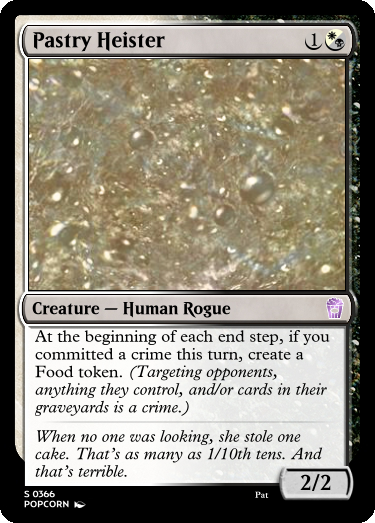 Pastry Heister 1
Creature — Human Rogue
At the beginning of each end step, if you
committed a crime this turn, create a
Food token. (Targeting opponents,
anything they control, and/or cards in their
graveyards is a crime.)
When no one was looking, she stole one
cake. That's as many as 1/10th tens. And
that's terrible.
2/2
S 0366
POPCORN
Pat